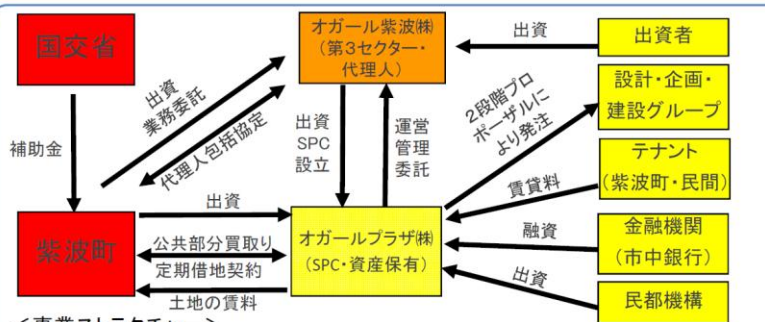 国交省
オガール紫波㈱
(第3セクター・
代理人)
出資
出資者
出資
業務委託
代理人包括協定
補助金
出資
SPC
設立
運営
管理
委託
2段階プロ
ポーザルに
より発注
設計・企画・
建設グループ
賃貸料
テナント
(紫波町・民間)
紫波町
出資
公共部分買取り
定期借地契約
土地の賃料
オガールプラザ㈱
(SPC・資産保有)
融資
金融機関
(市中銀行)
出資
民都機構